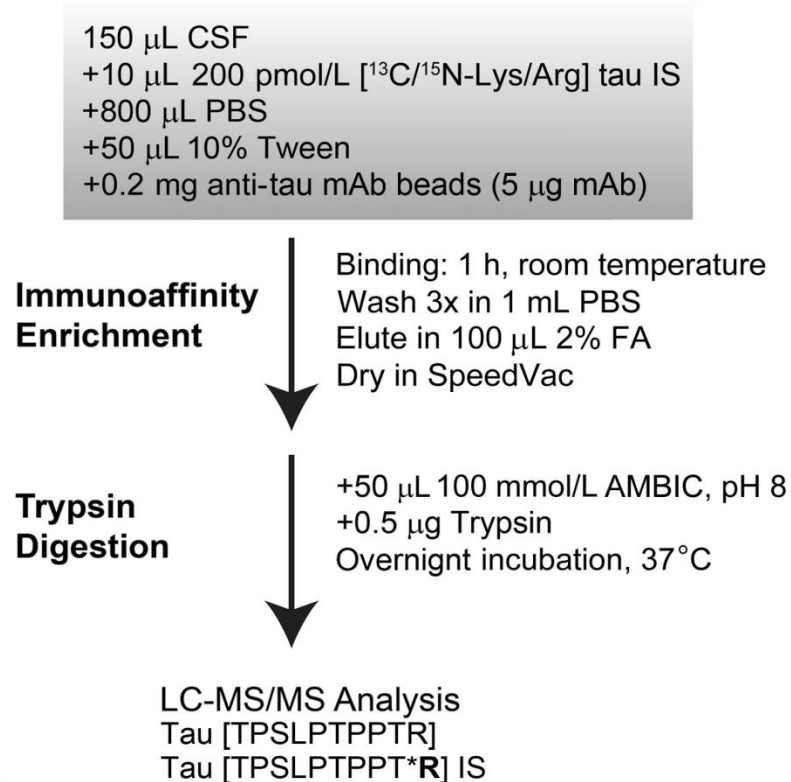 150 μL CSF
+10 μL 200 pmol/L [¹³C/¹⁵N-Lys/Arg] tau IS
+800 μL PBS
+50 μL 10% Tween
+0.2 mg anti-tau mAb beads (5 μg mAb)
Immunoaffinity
Enrichment
Binding: 1 h, room temperature
Wash 3x in 1 mL PBS
Elute in 100 μL 2% FA
Dry in SpeedVac
Trypsin
Digestion
+50 μL 100 mmol/L AMBIC, pH 8
+0.5 μg Trypsin
Overnignt incubation, 37°C
LC-MS/MS Analysis
Tau [TPSLPTPPTR]
Tau [TPSLPTPPT*R] IS